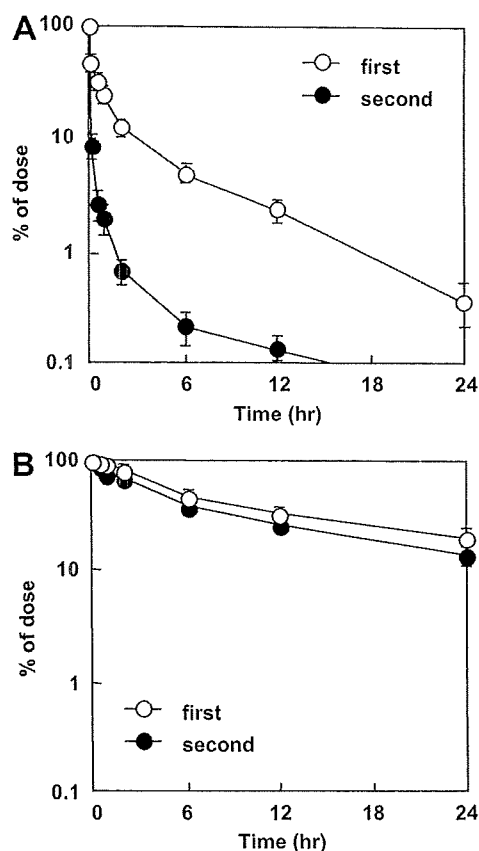 A
100
10
1
0.1
% of dose
first
second
0
6
12
18
24
Time (hr)
B
100
10
1
0.1
% of dose
first
second
0
6
12
18
24
Time (hr)